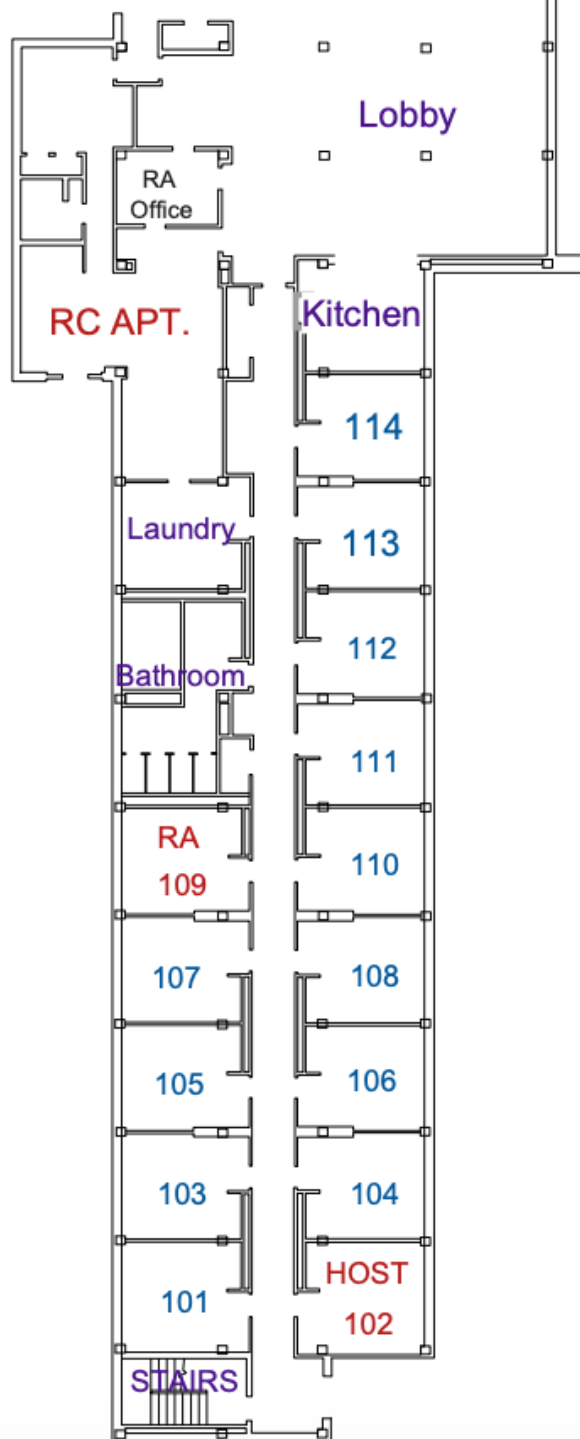 Lobby
RA
Office
RC APT.
Kitchen
114
Laundry
113
112
Bathroom
111
RA
109
110
107
108
105
106
103
104
101
HOST
102
STAIRS